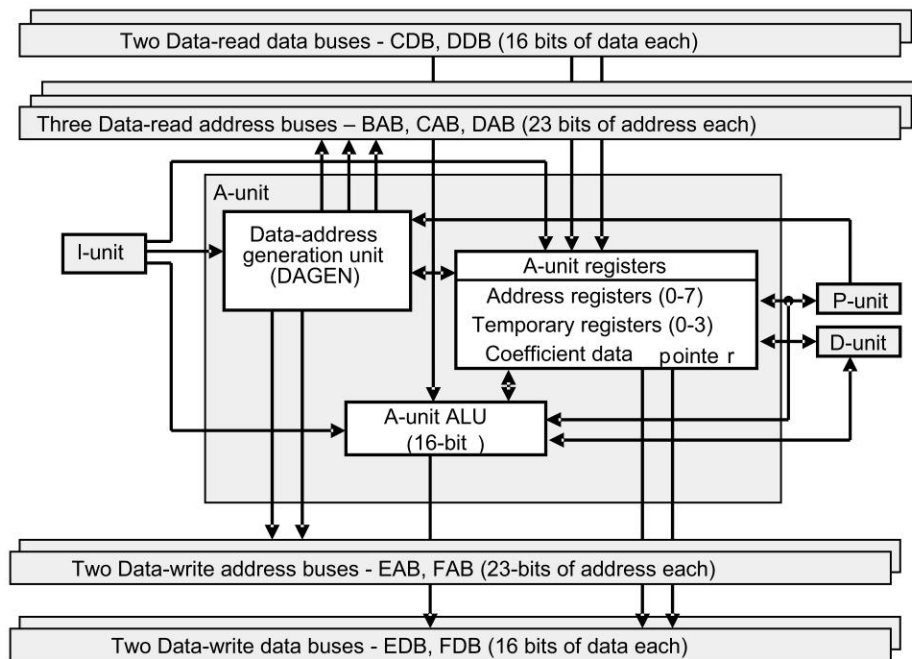 Two Data-read data buses - CDB, DDB (16 bits of data each)
Three Data-read address buses – BAB, CAB, DAB (23 bits of address each)
A-unit
I-unit
Data-address
generation unit
(DAGEN)
A-unit registers
Address registers (0-7)
Temporary registers (0-3)
Coefficient data pointe r
P-unit
D-unit
A-unit ALU
(16-bit )
Two Data-write address buses - EAB, FAB (23-bits of address each)
Two Data-write data buses - EDB, FDB (16 bits of data each)